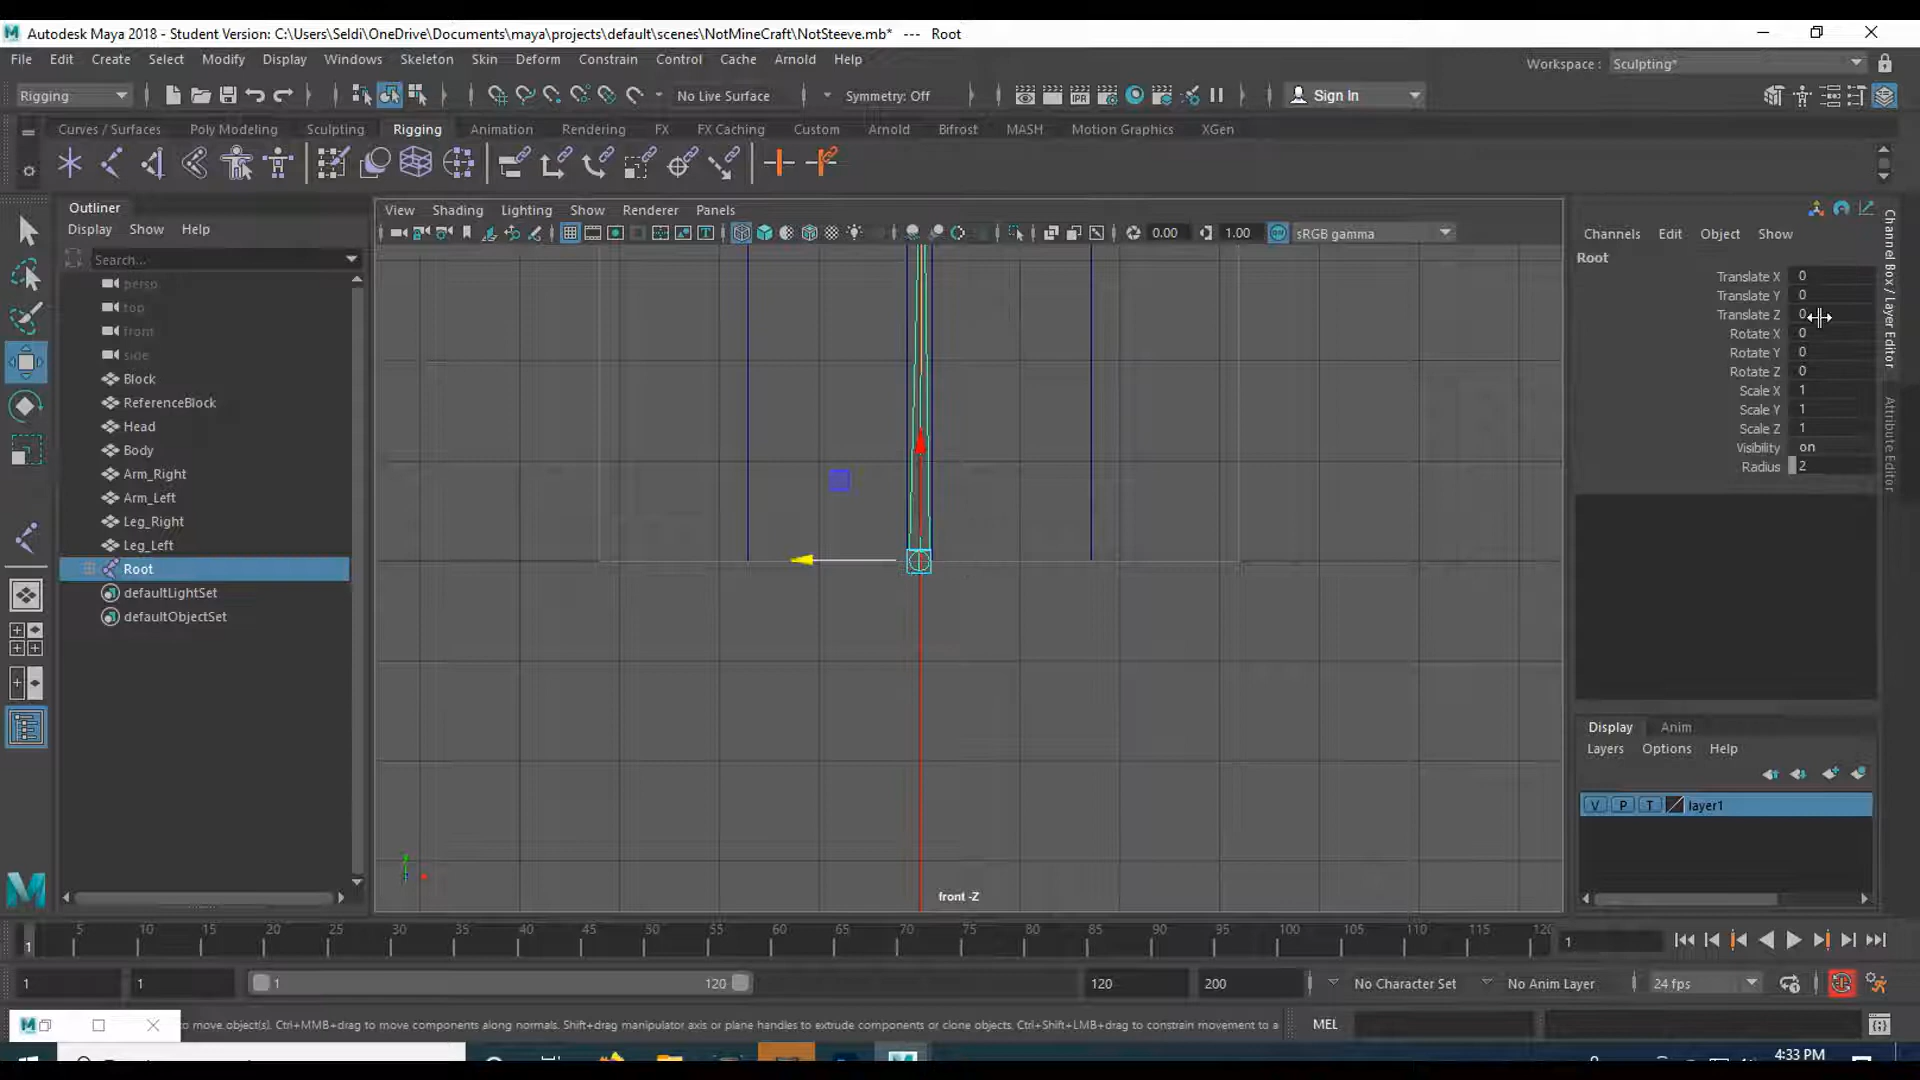 Autodesk Maya 2018 - Student Version: C:\Users\Seldi\OneDrive\Documents\maya\projects\default\scenes\NotMineCraft\NotSteeve.mb* --- Root
File Edit Create Select Modify Display Windows Skeleton Skin Deform Constrain Control Cache Arnold Help
Workspace : Sculpting*
Rigging
No Live Surface
Symmetry: Off
Sign In
Curves / Surfaces Poly Modeling Sculpting Rigging Animation Rendering FX FX Caching Custom Arnold Bifrost MASH Motion Graphics XGen
Outliner
Display Show Help
Search...
persp
top
front
side
Block
ReferenceBlock
Head
Body
Arm_Right
Arm_Left
Leg_Right
Leg_Left
Root
defaultLightSet
defaultObjectSet
View Shading Lighting Show Renderer Panels
0.00 1.00 sRGB gamma
front -Z
Channels Edit Object Show
Root
Translate X 0
Translate Y 0
Translate Z 0
Rotate X 0
Rotate Y 0
Rotate Z 0
Scale X 1
Scale Y 1
Scale Z 1
Visibility on
Radius 2
Channel Box / Layer Editor
Attribute Editor
Display Anim
Layers Options Help
V P T layer1
5 10 15 20 25 30 35 40 45 50 55 60 65 70 75 80 85 90 95 100 105 110 115 120
1
1
1 1 1 120 120 200 No Character Set No Anim Layer 24 fps
to move object(s). Ctrl+MMB+drag to move components along normals. Shift+drag manipulator axis or plane handles to extrude components or clone objects. Ctrl+Shift+LMB+drag to constrain movement to a
MEL
4:33 PM